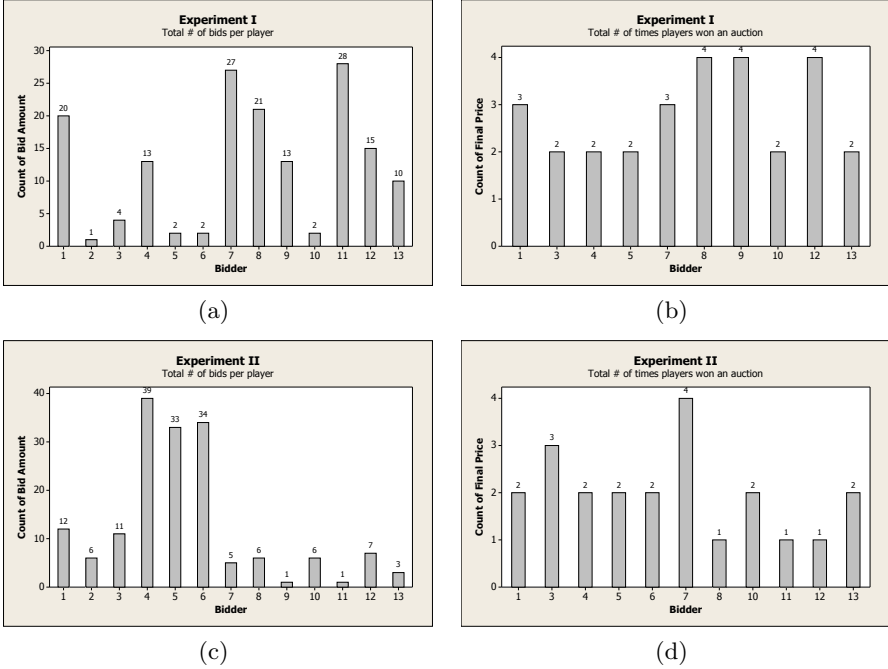 Experiment I
Total # of bids per player
Count of Bid Amount
30
25
20
15
10
5
0
20
1
4
13
2
2
27
21
13
2
28
15
10
1 2 3 4 5 6 7 8 9 10 11 12 13
Bidder
(a)
Experiment I
Total # of times players won an auction
Count of Final Price
4
3
2
1
0
3
2
2
2
3
4
4
2
4
2
1 3 4 5 7 8 9 10 12 13
Bidder
(b)
Experiment II
Total # of bids per player
Count of Bid Amount
40
30
20
10
0
12
6
11
39
33
34
5
6
1
6
1
7
3
1 2 3 4 5 6 7 8 9 10 11 12 13
Bidder
(c)
Experiment II
Total # of times players won an auction
Count of Final Price
4
3
2
1
0
2
3
2
2
2
4
1
2
1
1
2
1 3 4 5 6 7 8 10 11 12 13
Bidder
(d)